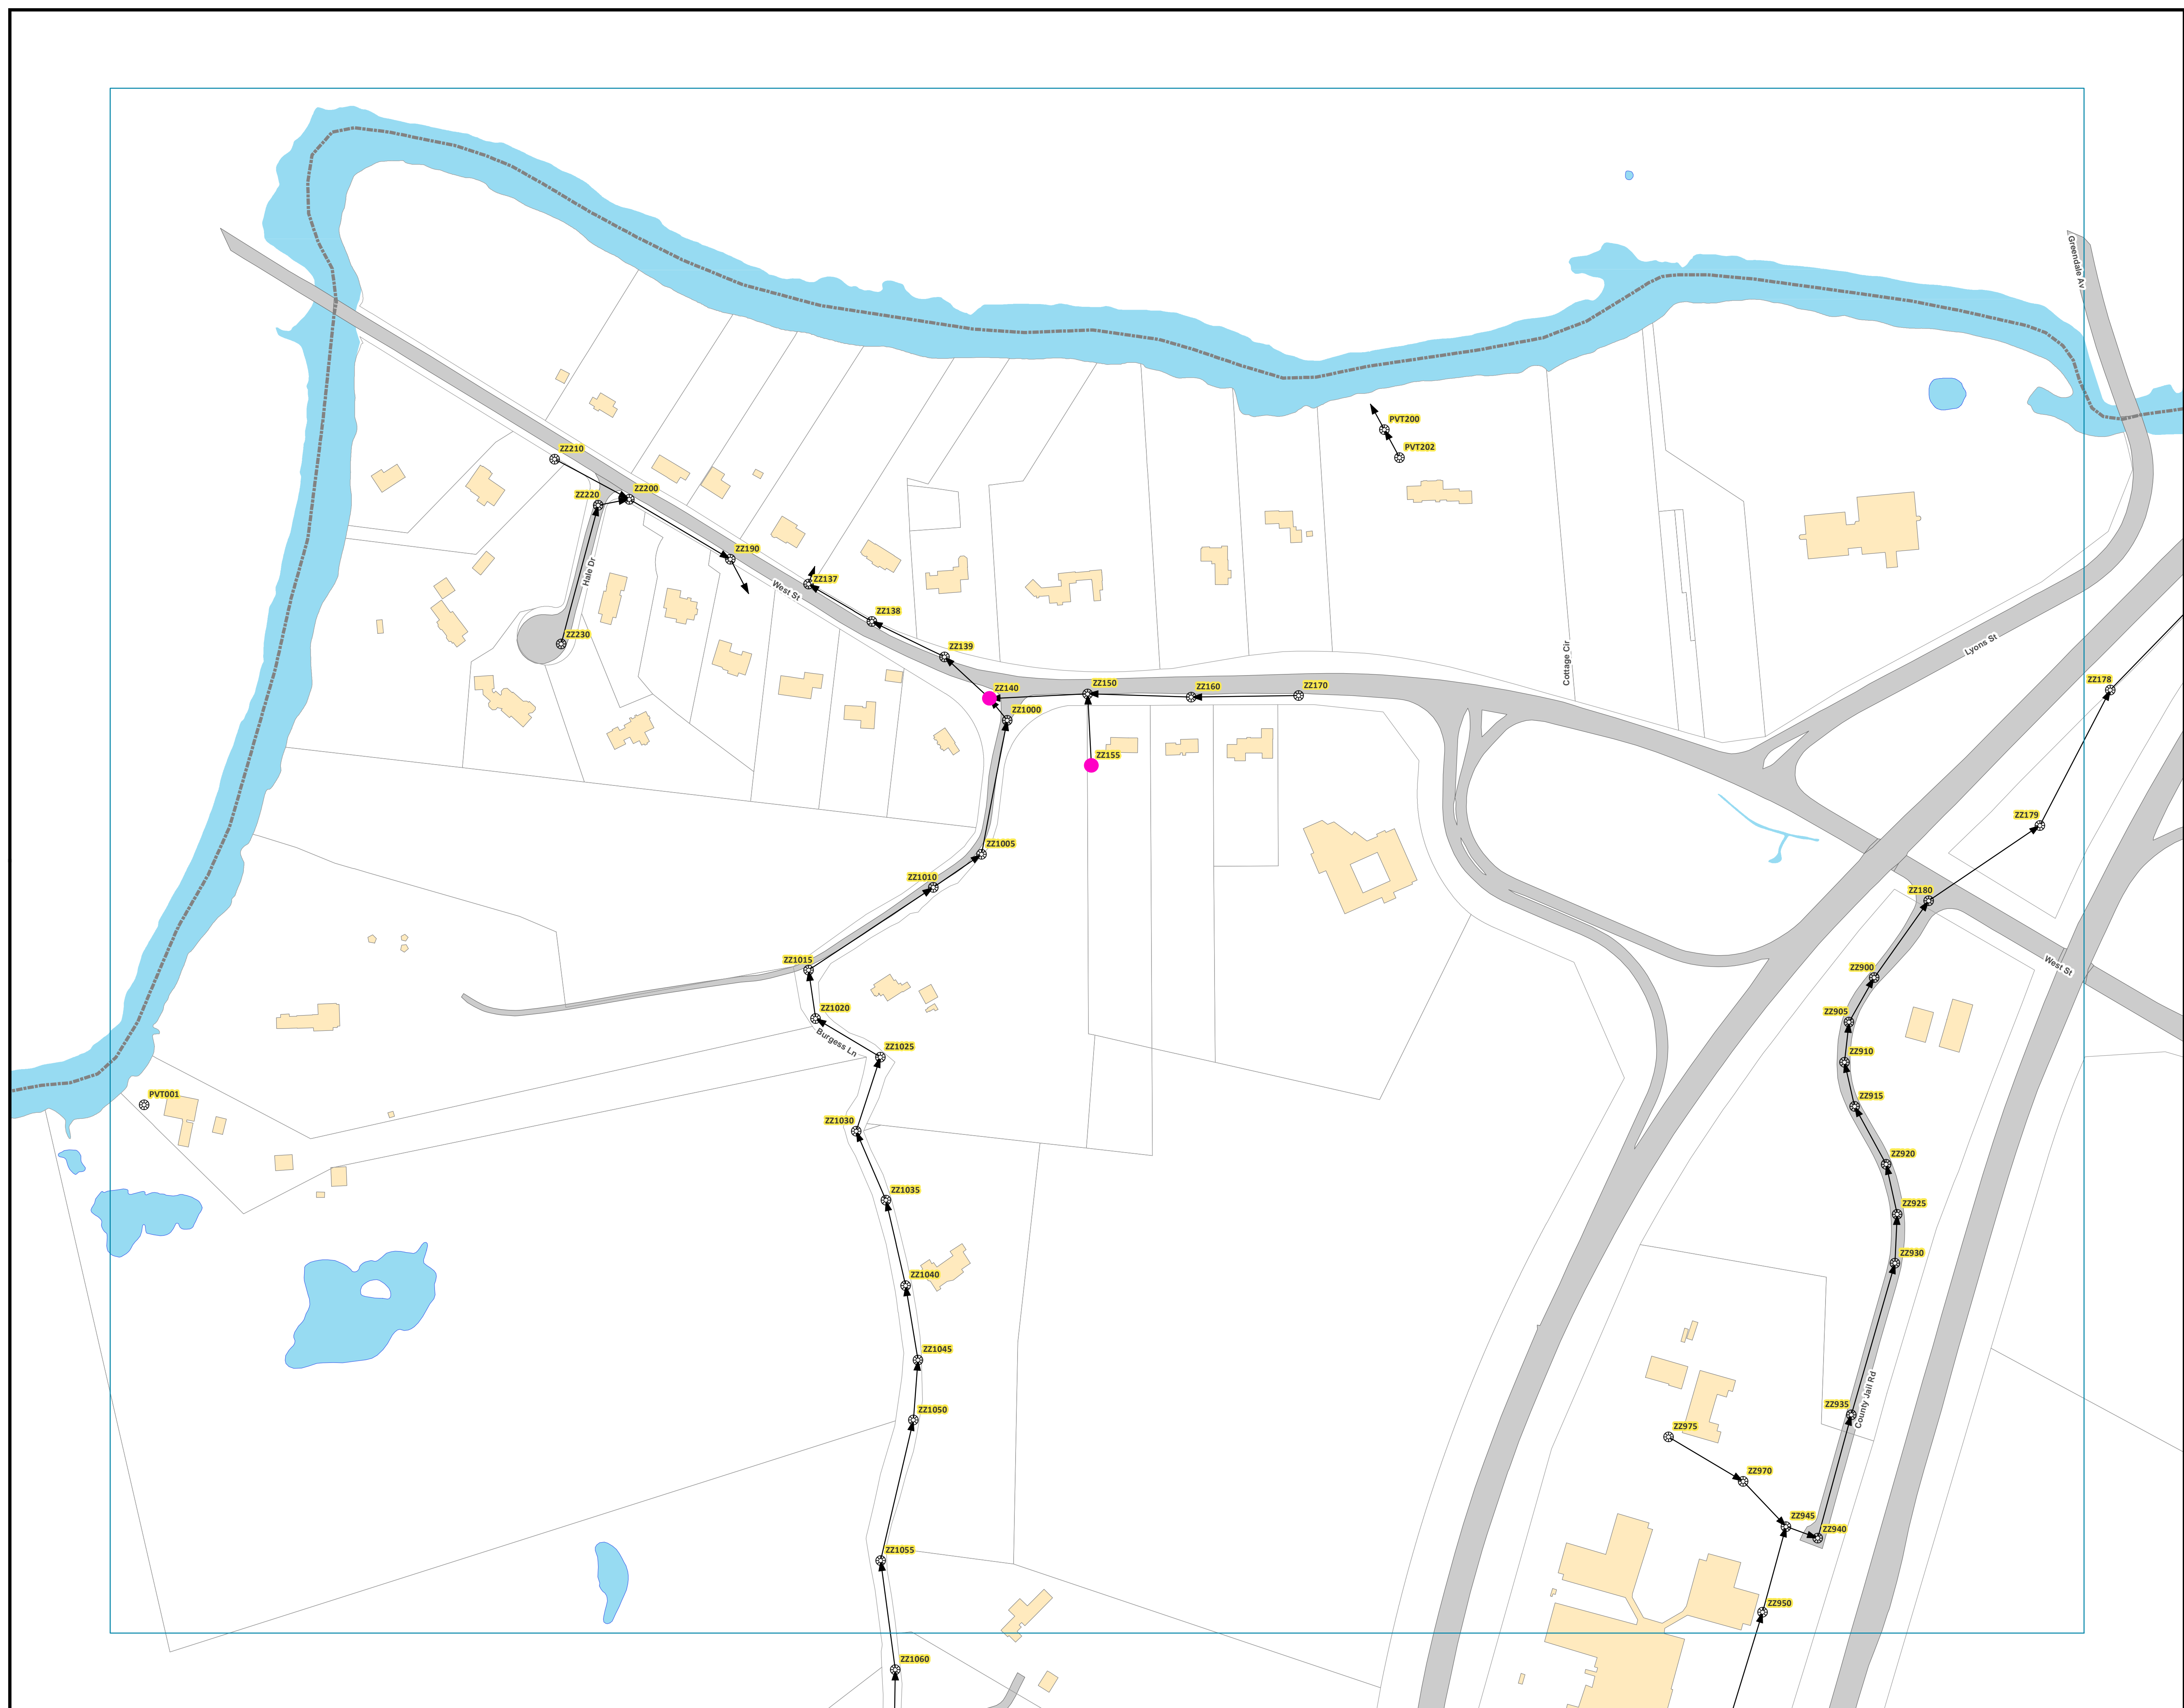 Greendale Av
PVT200
PVT202
ZZ210
ZZ200
ZZ220
ZZ190
Hale Dr
ZZ137
West St
ZZ138
ZZ230
ZZ139
Cottage Cir
Lyons St
ZZ178
ZZ140
ZZ150
ZZ160
ZZ170
ZZ1000
ZZ155
ZZ179
ZZ1005
ZZ1010
ZZ180
ZZ1015
West St
ZZ900
ZZ1020
ZZ905
Burgess Ln
ZZ1025
ZZ910
PVT001
ZZ915
ZZ1030
ZZ920
ZZ1035
ZZ925
ZZ930
ZZ1040
ZZ1045
County Jail Rd
ZZ935
ZZ1050
ZZ975
ZZ970
ZZ945
ZZ940
ZZ1055
ZZ950
ZZ1060